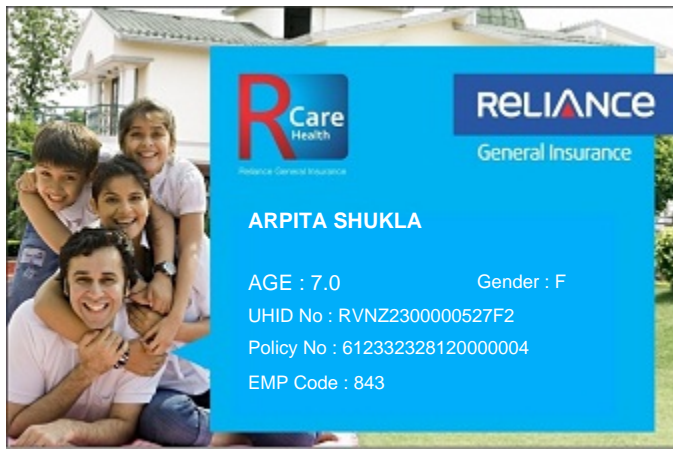 R Care
Health
Reliance General Insurance
RELIANCE
General Insurance
ARPITA SHUKLA
AGE : 7.0 Gender : F
UHID No : RVNZ2300000527F2
Policy No : 612332328120000004
EMP Code : 843